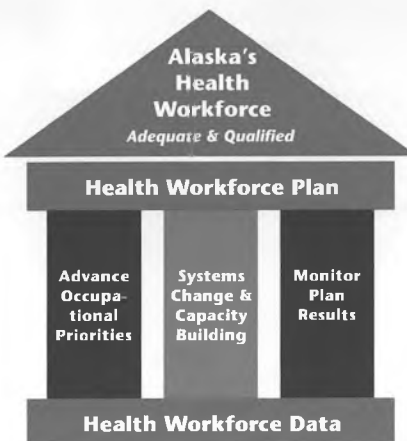 Alaska's
Health
Workforce
Adequate & Qualified
Health Workforce Plan
Advance
Occupa-
tional
Priorities
Systems
Change &
Capacity
Building
Monitor
Plan
Results
Health Workforce Data